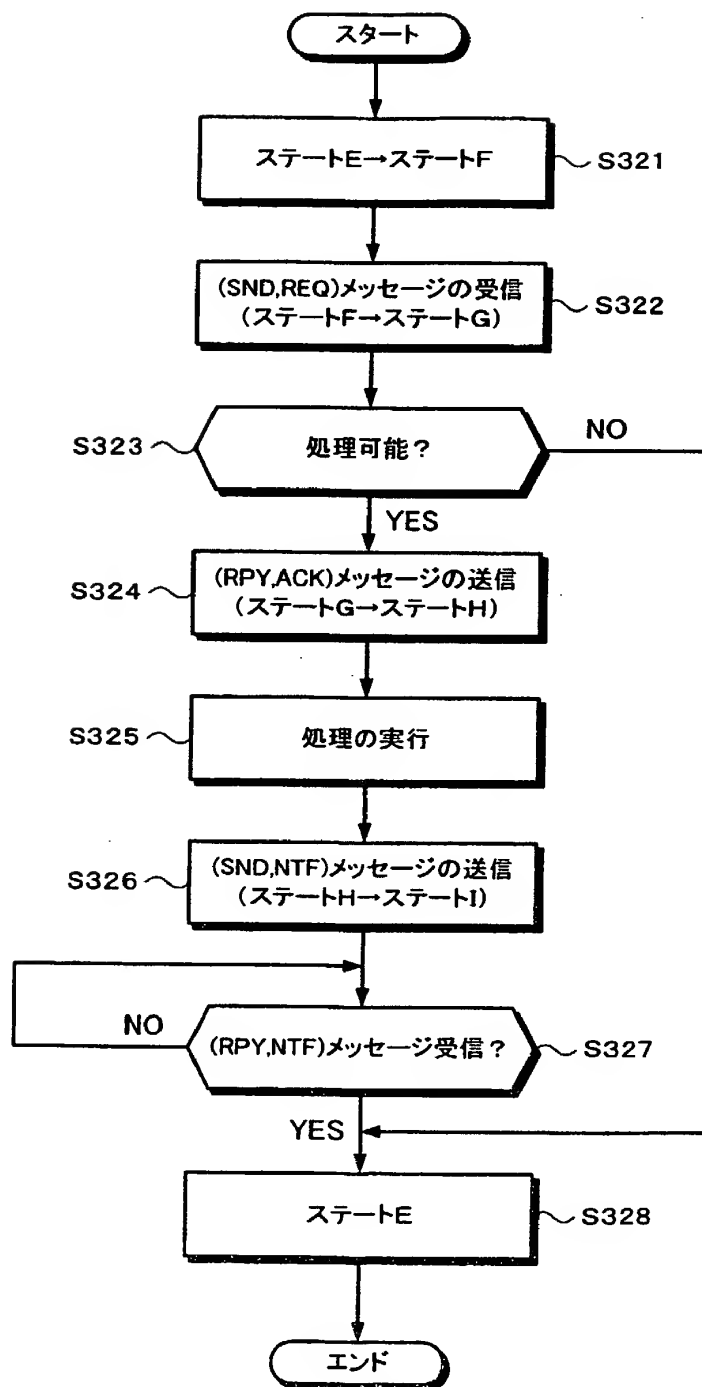 スタート
ステートE→ステートF
S321
(SND,REQ)メッセージの受信
(ステートF→ステートG)
S322
S323
処理可能?
NO
YES
S324
(RPY,ACK)メッセージの送信
(ステートG→ステートH)
S325
処理の実行
S326
(SND,NTF)メッセージの送信
(ステートH→ステートI)
NO
(RPY,NTF)メッセージ受信?
S327
YES
ステートE
S328
エンド